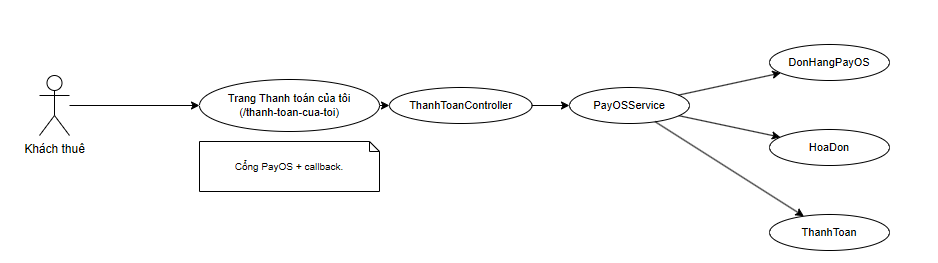 Khách thuê
Trang Thanh toán của tôi
(/thanh-toan-cua-toi)
Cổng PayOS + callback.
ThanhToanController
PayOSService
DonHangPayOS
HoaDon
ThanhToan